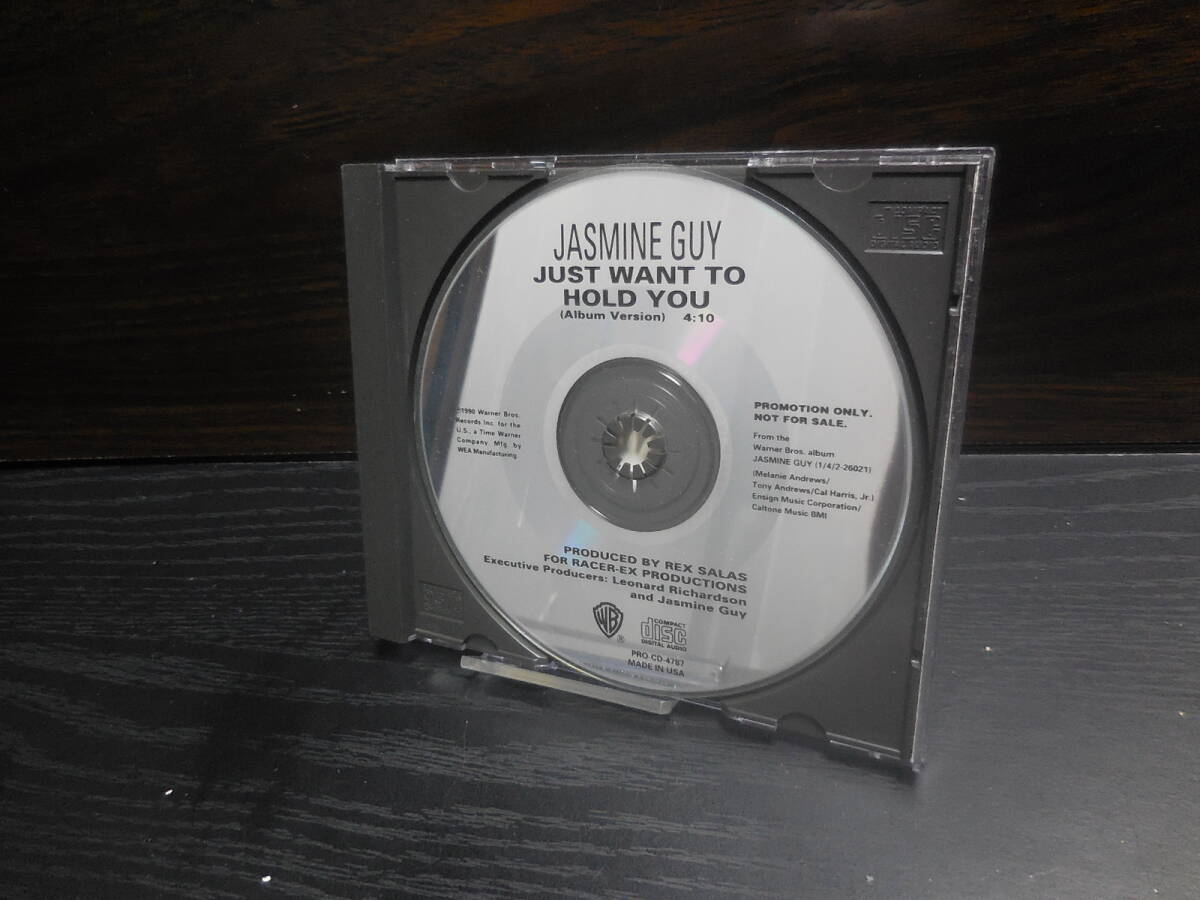 JASMINE GUY
JUST WANT TO
HOLD YOU
(Album Version) 4:10
©1990 Warner Bros.
Records Inc. for the
U.S., a Time Warner
Company. Mfg. by
WEA Manufacturing
PROMOTION ONLY.
NOT FOR SALE.
From the
Warner Bros. album
JASMINE GUY (1/4/2-26021)
(Melanie Andrews/
Tony Andrews/Cal Harris, Jr.)
Ensign Music Corporation/
Caltone Music BMI
PRODUCED BY REX SALAS
FOR RACER-EX PRODUCTIONS
Executive Producers: Leonard Richardson
and Jasmine Guy
WB ®
COMPACT
disc
DIGITAL AUDIO
PRO-CD-4787
MADE IN USA
COMPACT
disc
DIGITAL AUDIO